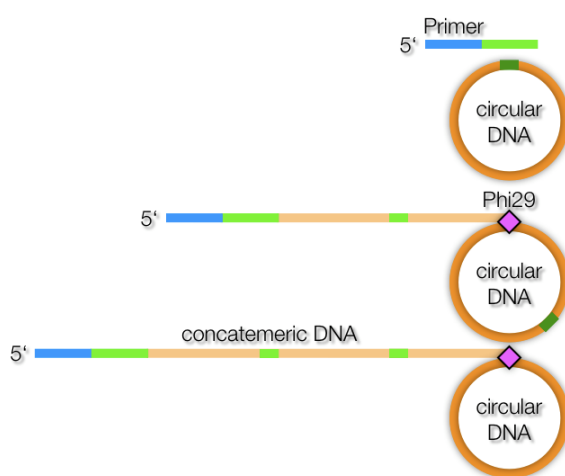 Primer
5‘
circular
DNA
Phi29
5‘
circular
DNA
concatemeric DNA
5‘
circular
DNA